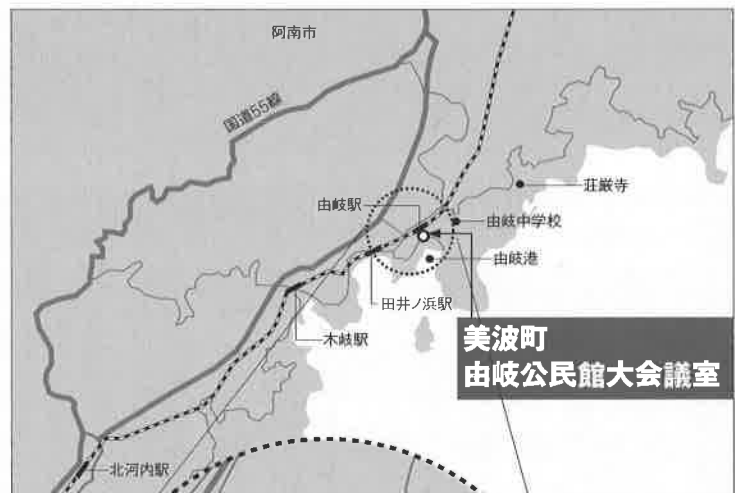 阿南市
国道55線
由岐駅
荘厳寺
由岐中学校
由岐港
田井ノ浜駅
木岐駅
美波町
由岐公民館大会議室
北河内駅